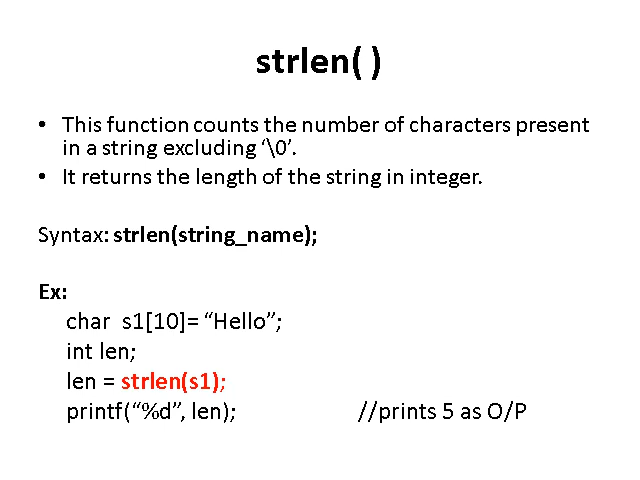 strlen( )
• This function counts the number of characters present
in a string excluding ‘\0’.
• It returns the length of the string in integer.
Syntax: strlen(string_name);
Ex:
char  s1[10]= “Hello”;
int len;
len = strlen(s1);
printf(“%d”, len); //prints 5 as O/P